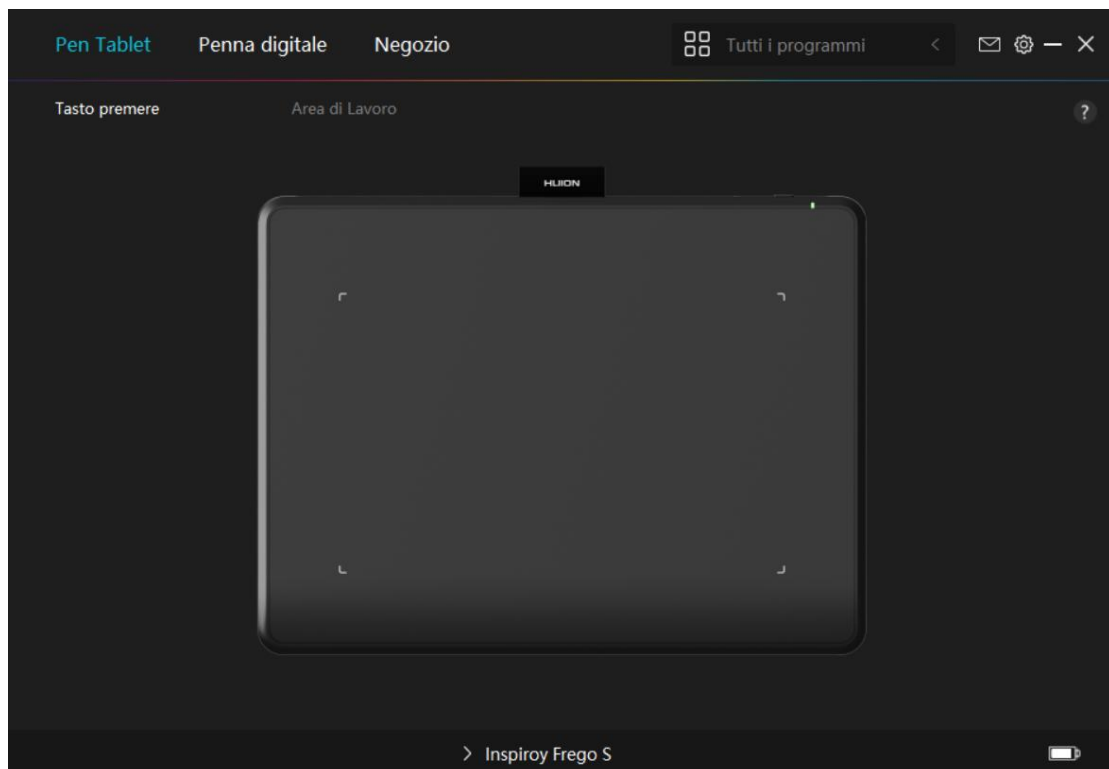 Pen Tablet Penna digitale Negozio Tutti i programmi
Tasto premere Area di Lavoro ?
HUION
Inspiroy Frego S